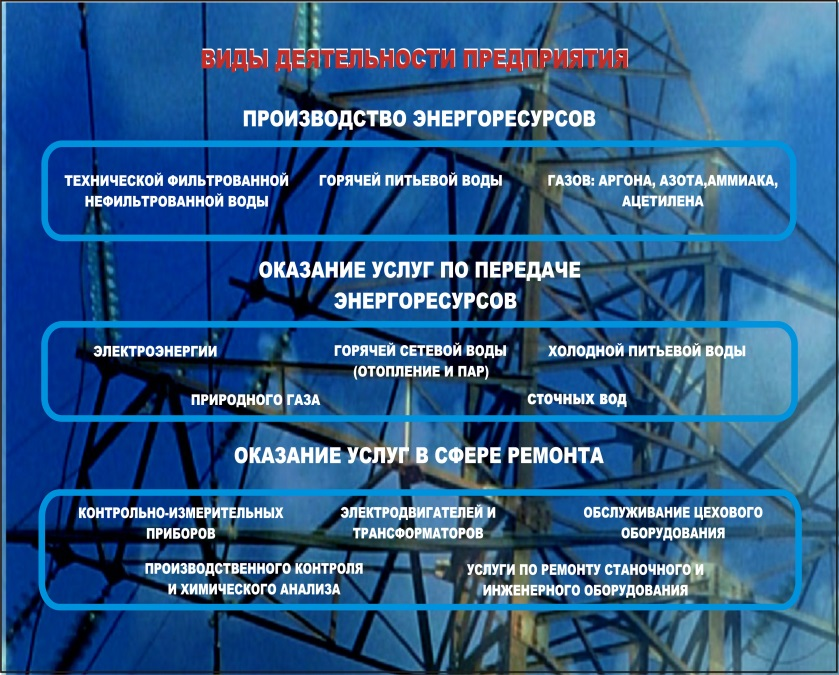 ВИДЫ ДЕЯТЕЛЬНОСТИ ПРЕДПРИЯТИЯ
ПРОИЗВОДСТВО ЭНЕРГОРЕСУРСОВ
ТЕХНИЧЕСКОЙ ФИЛЬТРОВАННОЙ
НЕФИЛЬТРОВАННОЙ ВОДЫ
ГОРЯЧЕЙ ПИТЬЕВОЙ ВОДЫ
ГАЗОВ: АРГОНА, АЗОТА,АММИАКА,
АЦЕТИЛЕНА
ОКАЗАНИЕ УСЛУГ ПО ПЕРЕДАЧЕ
ЭНЕРГОРЕСУРСОВ
ЭЛЕКТРОЭНЕРГИИ
ГОРЯЧЕЙ СЕТЕВОЙ ВОДЫ
(ОТОПЛЕНИЕ И ПАР)
ХОЛОДНОЙ ПИТЬЕВОЙ ВОДЫ
ПРИРОДНОГО ГАЗА
СТОЧНЫХ ВОД
ОКАЗАНИЕ УСЛУГ В СФЕРЕ РЕМОНТА
КОНТРОЛЬНО-ИЗМЕРИТЕЛЬНЫХ
ПРИБОРОВ
ЭЛЕКТРОДВИГАТЕЛЕЙ И
ТРАНСФОРМАТОРОВ
ОБСЛУЖИВАНИЕ ЦЕХОВОГО
ОБОРУДОВАНИЯ
ПРОИЗВОДСТВЕННОГО КОНТРОЛЯ
И ХИМИЧЕСКОГО АНАЛИЗА
УСЛУГИ ПО РЕМОНТУ СТАНОЧНОГО И
ИНЖЕНЕРНОГО ОБОРУДОВАНИЯ